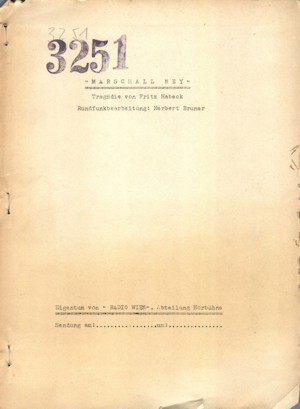 3251
3251
-MARSCHALL NEY-
Tragödie von Fritz Habeck
Rundfunkbearbeitung: Herbert Bruner
Eigentum von - RADIO WIEN-, Abteilung Hörbühne
Sendung am:..................um:...............